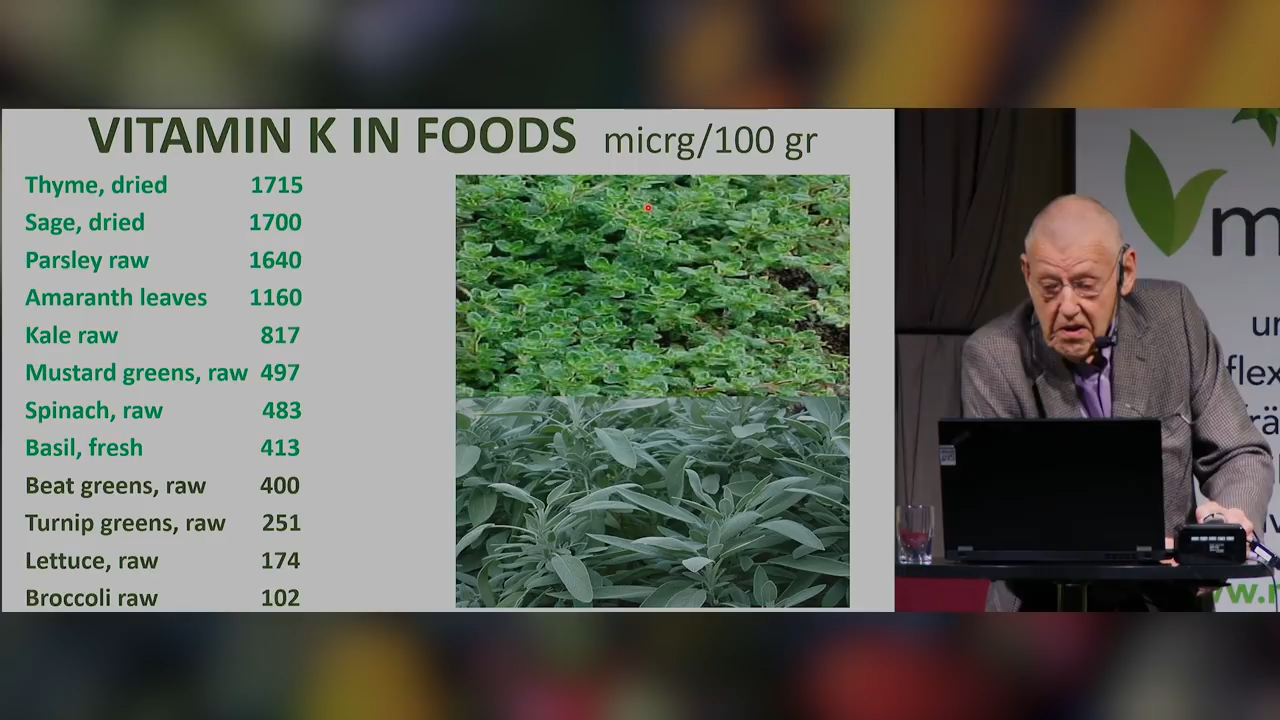 VITAMIN K IN FOODS micrg/100 gr
Thyme, dried 1715
Sage, dried 1700
Parsley raw 1640
Amaranth leaves 1160
Kale raw 817
Mustard greens, raw 497
Spinach, raw 483
Basil, fresh 413
Beat greens, raw 400
Turnip greens, raw 251
Lettuce, raw 174
Broccoli raw 102